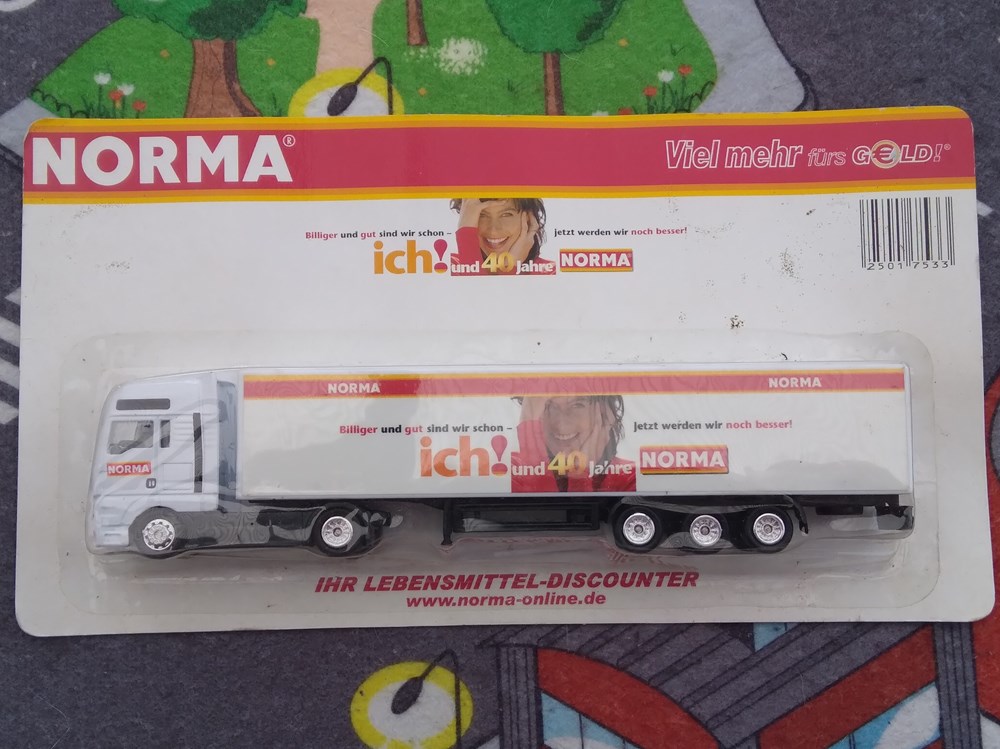 NORMA®
Viel mehr fürs G€LD!®
Billiger und gut sind wir schon – jetzt werden wir noch besser!
ich! und 40 Jahre NORMA
2501 7533
NORMA NORMA
Billiger und gut sind wir schon – jetzt werden wir noch besser!
ich! und 40 Jahre NORMA
NORMA
IHR LEBENSMITTEL-DISCOUNTER
www.norma-online.de